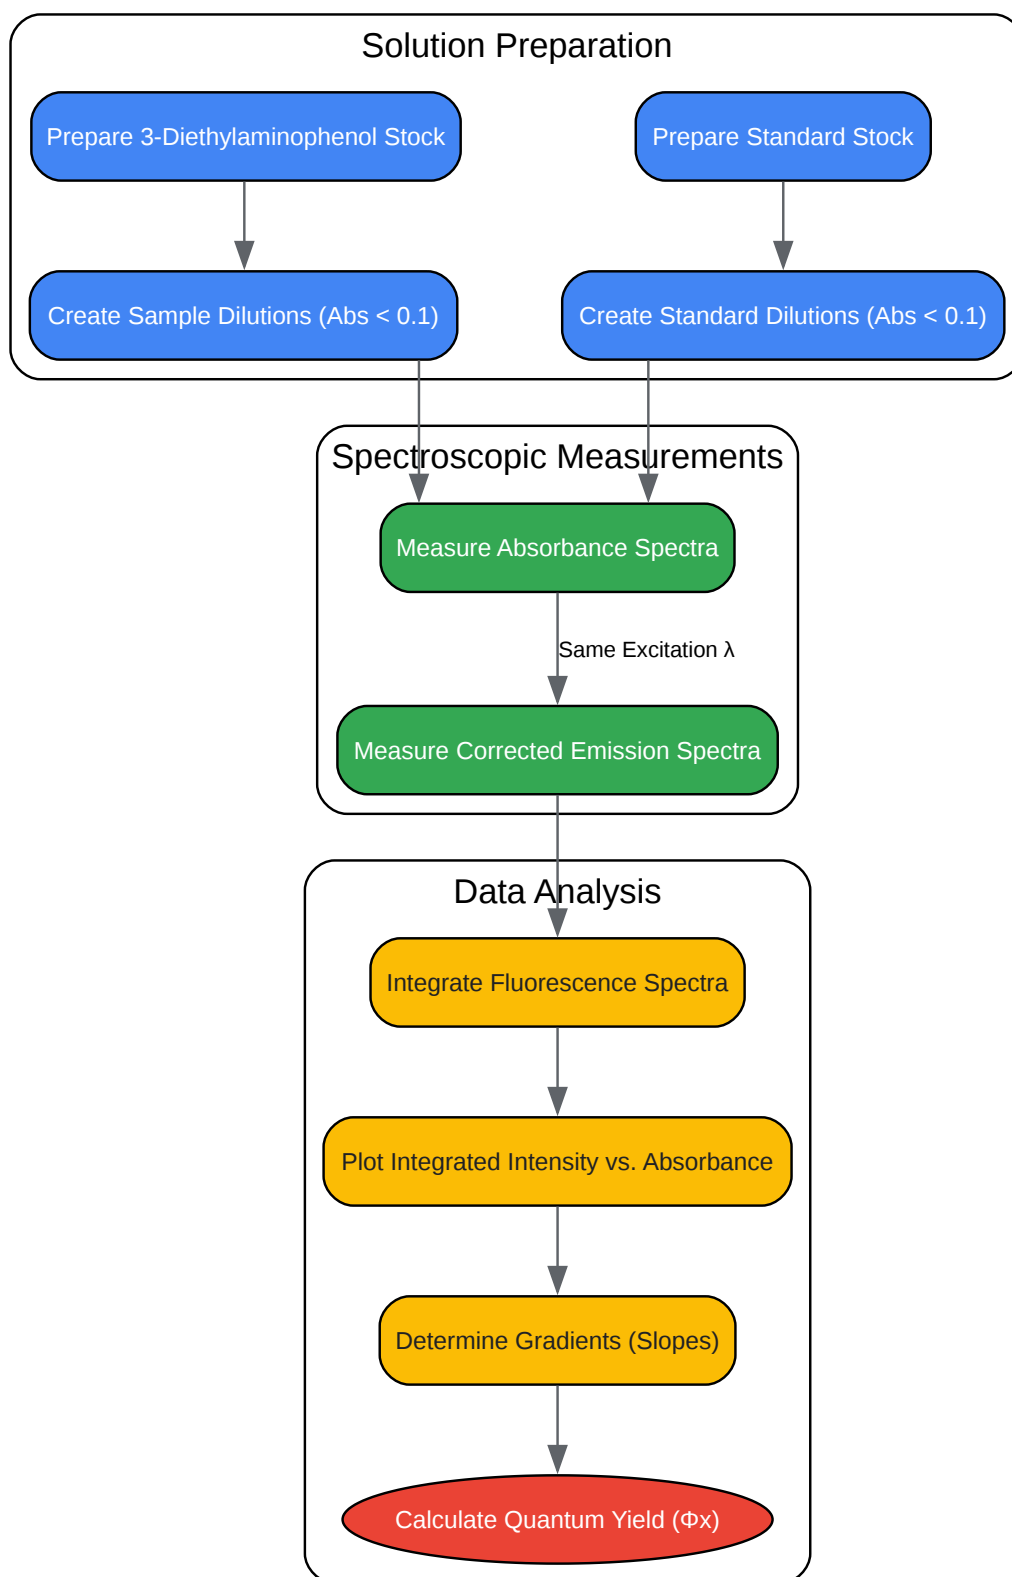 Solution Preparation
Prepare 3-Diethylaminophenol Stock
Prepare Standard Stock
Create Sample Dilutions (Abs < 0.1)
Create Standard Dilutions (Abs < 0.1)
Spectroscopic Measurements
Measure Absorbance Spectra
Same Excitation λ
Measure Corrected Emission Spectra
Data Analysis
Integrate Fluorescence Spectra
Plot Integrated Intensity vs. Absorbance
Determine Gradients (Slopes)
Calculate Quantum Yield (Φx)